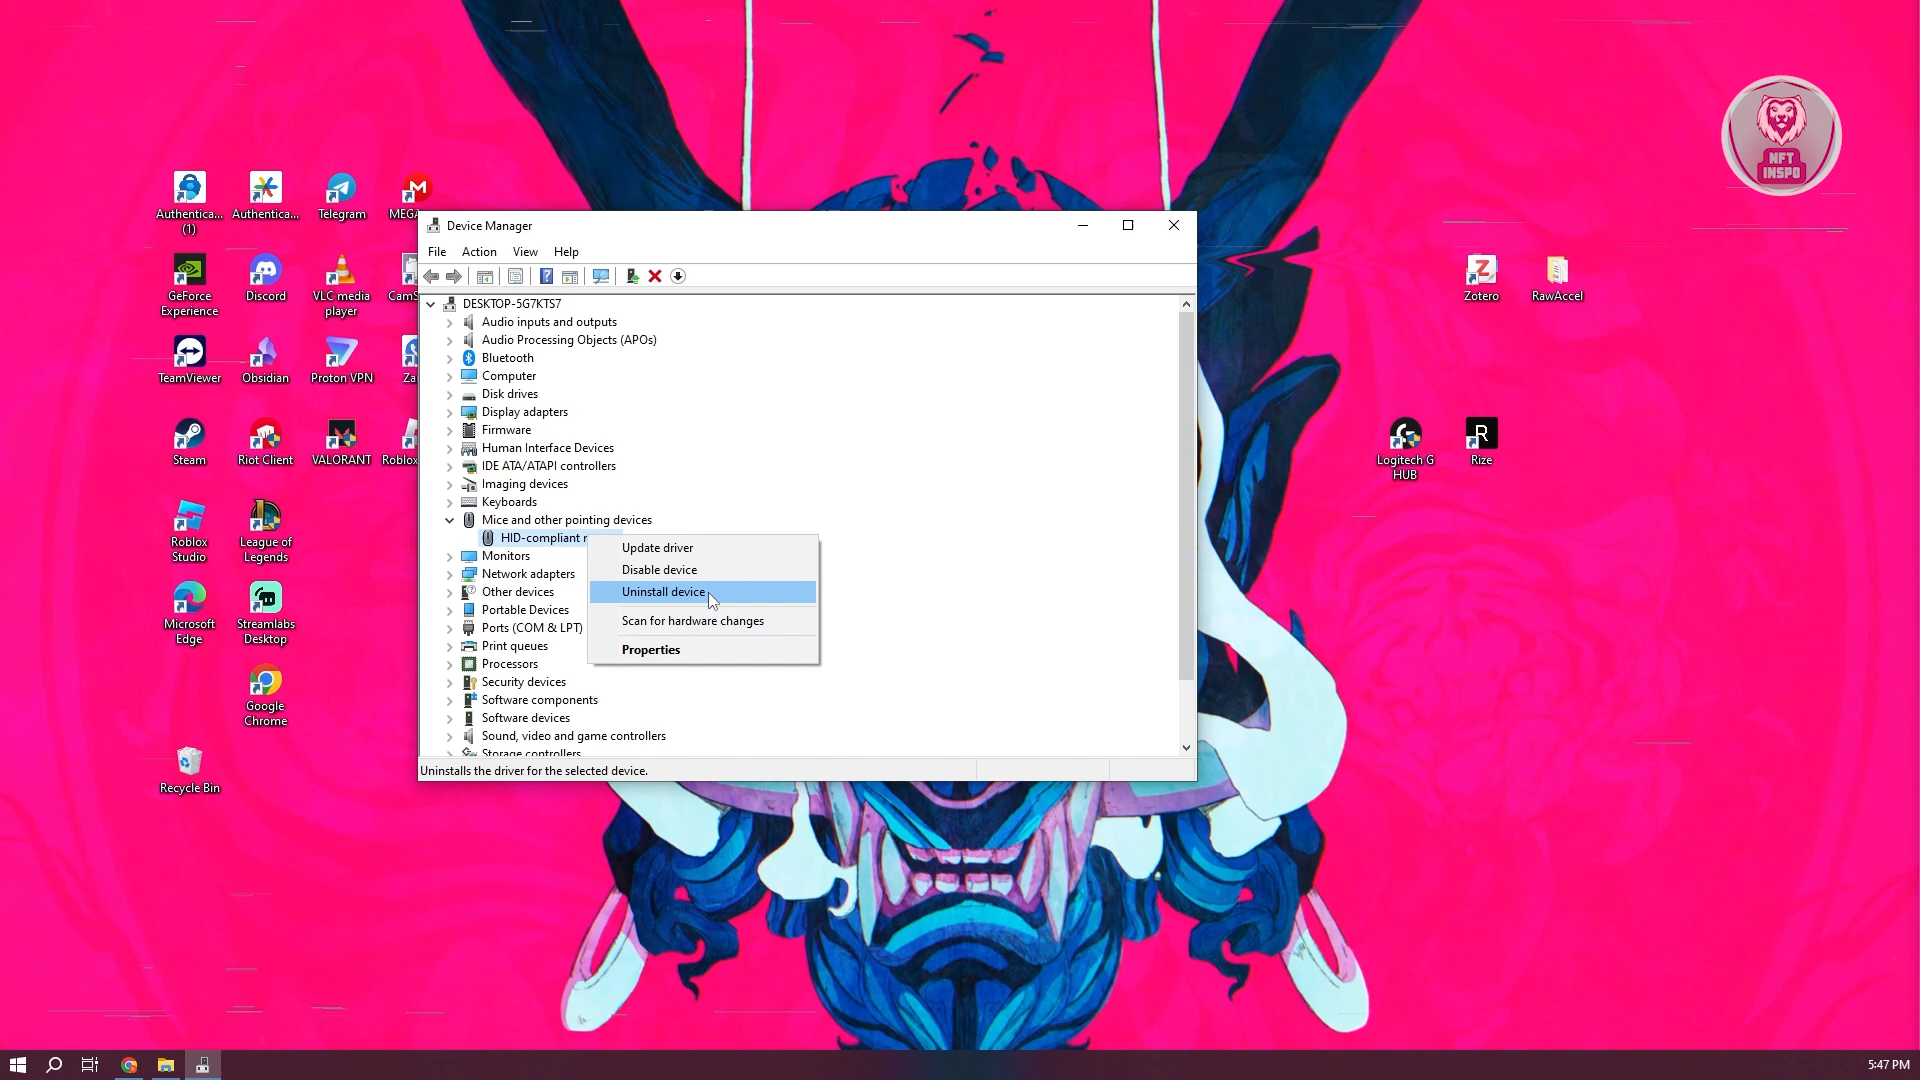 NFT
INSPO
Authentica...
(1)
Authentica...
Telegram
MEGA
GeForce
Experience
Discord
VLC media
player
CamS
TeamViewer
Obsidian
Proton VPN
Steam
Riot Client
VALORANT
Roblox
Roblox
Studio
League of
Legends
Microsoft
Edge
Streamlabs
Desktop
Google
Chrome
Recycle Bin
Zotero
RawAccel
Logitech G
HUB
R
Rize
Device Manager
File Action View Help
DESKTOP-5G7KTS7
Audio inputs and outputs
Audio Processing Objects (APOs)
Bluetooth
Computer
Disk drives
Display adapters
Firmware
Human Interface Devices
IDE ATA/ATAPI controllers
Imaging devices
Keyboards
Mice and other pointing devices
HID-compliant
Monitors
Network adapters
Other devices
Portable Devices
Ports (COM & LPT)
Print queues
Processors
Security devices
Software components
Software devices
Sound, video and game controllers
Storage controllers
Update driver
Disable device
Uninstall device
Scan for hardware changes
Properties
Uninstalls the driver for the selected device.
5:47 PM